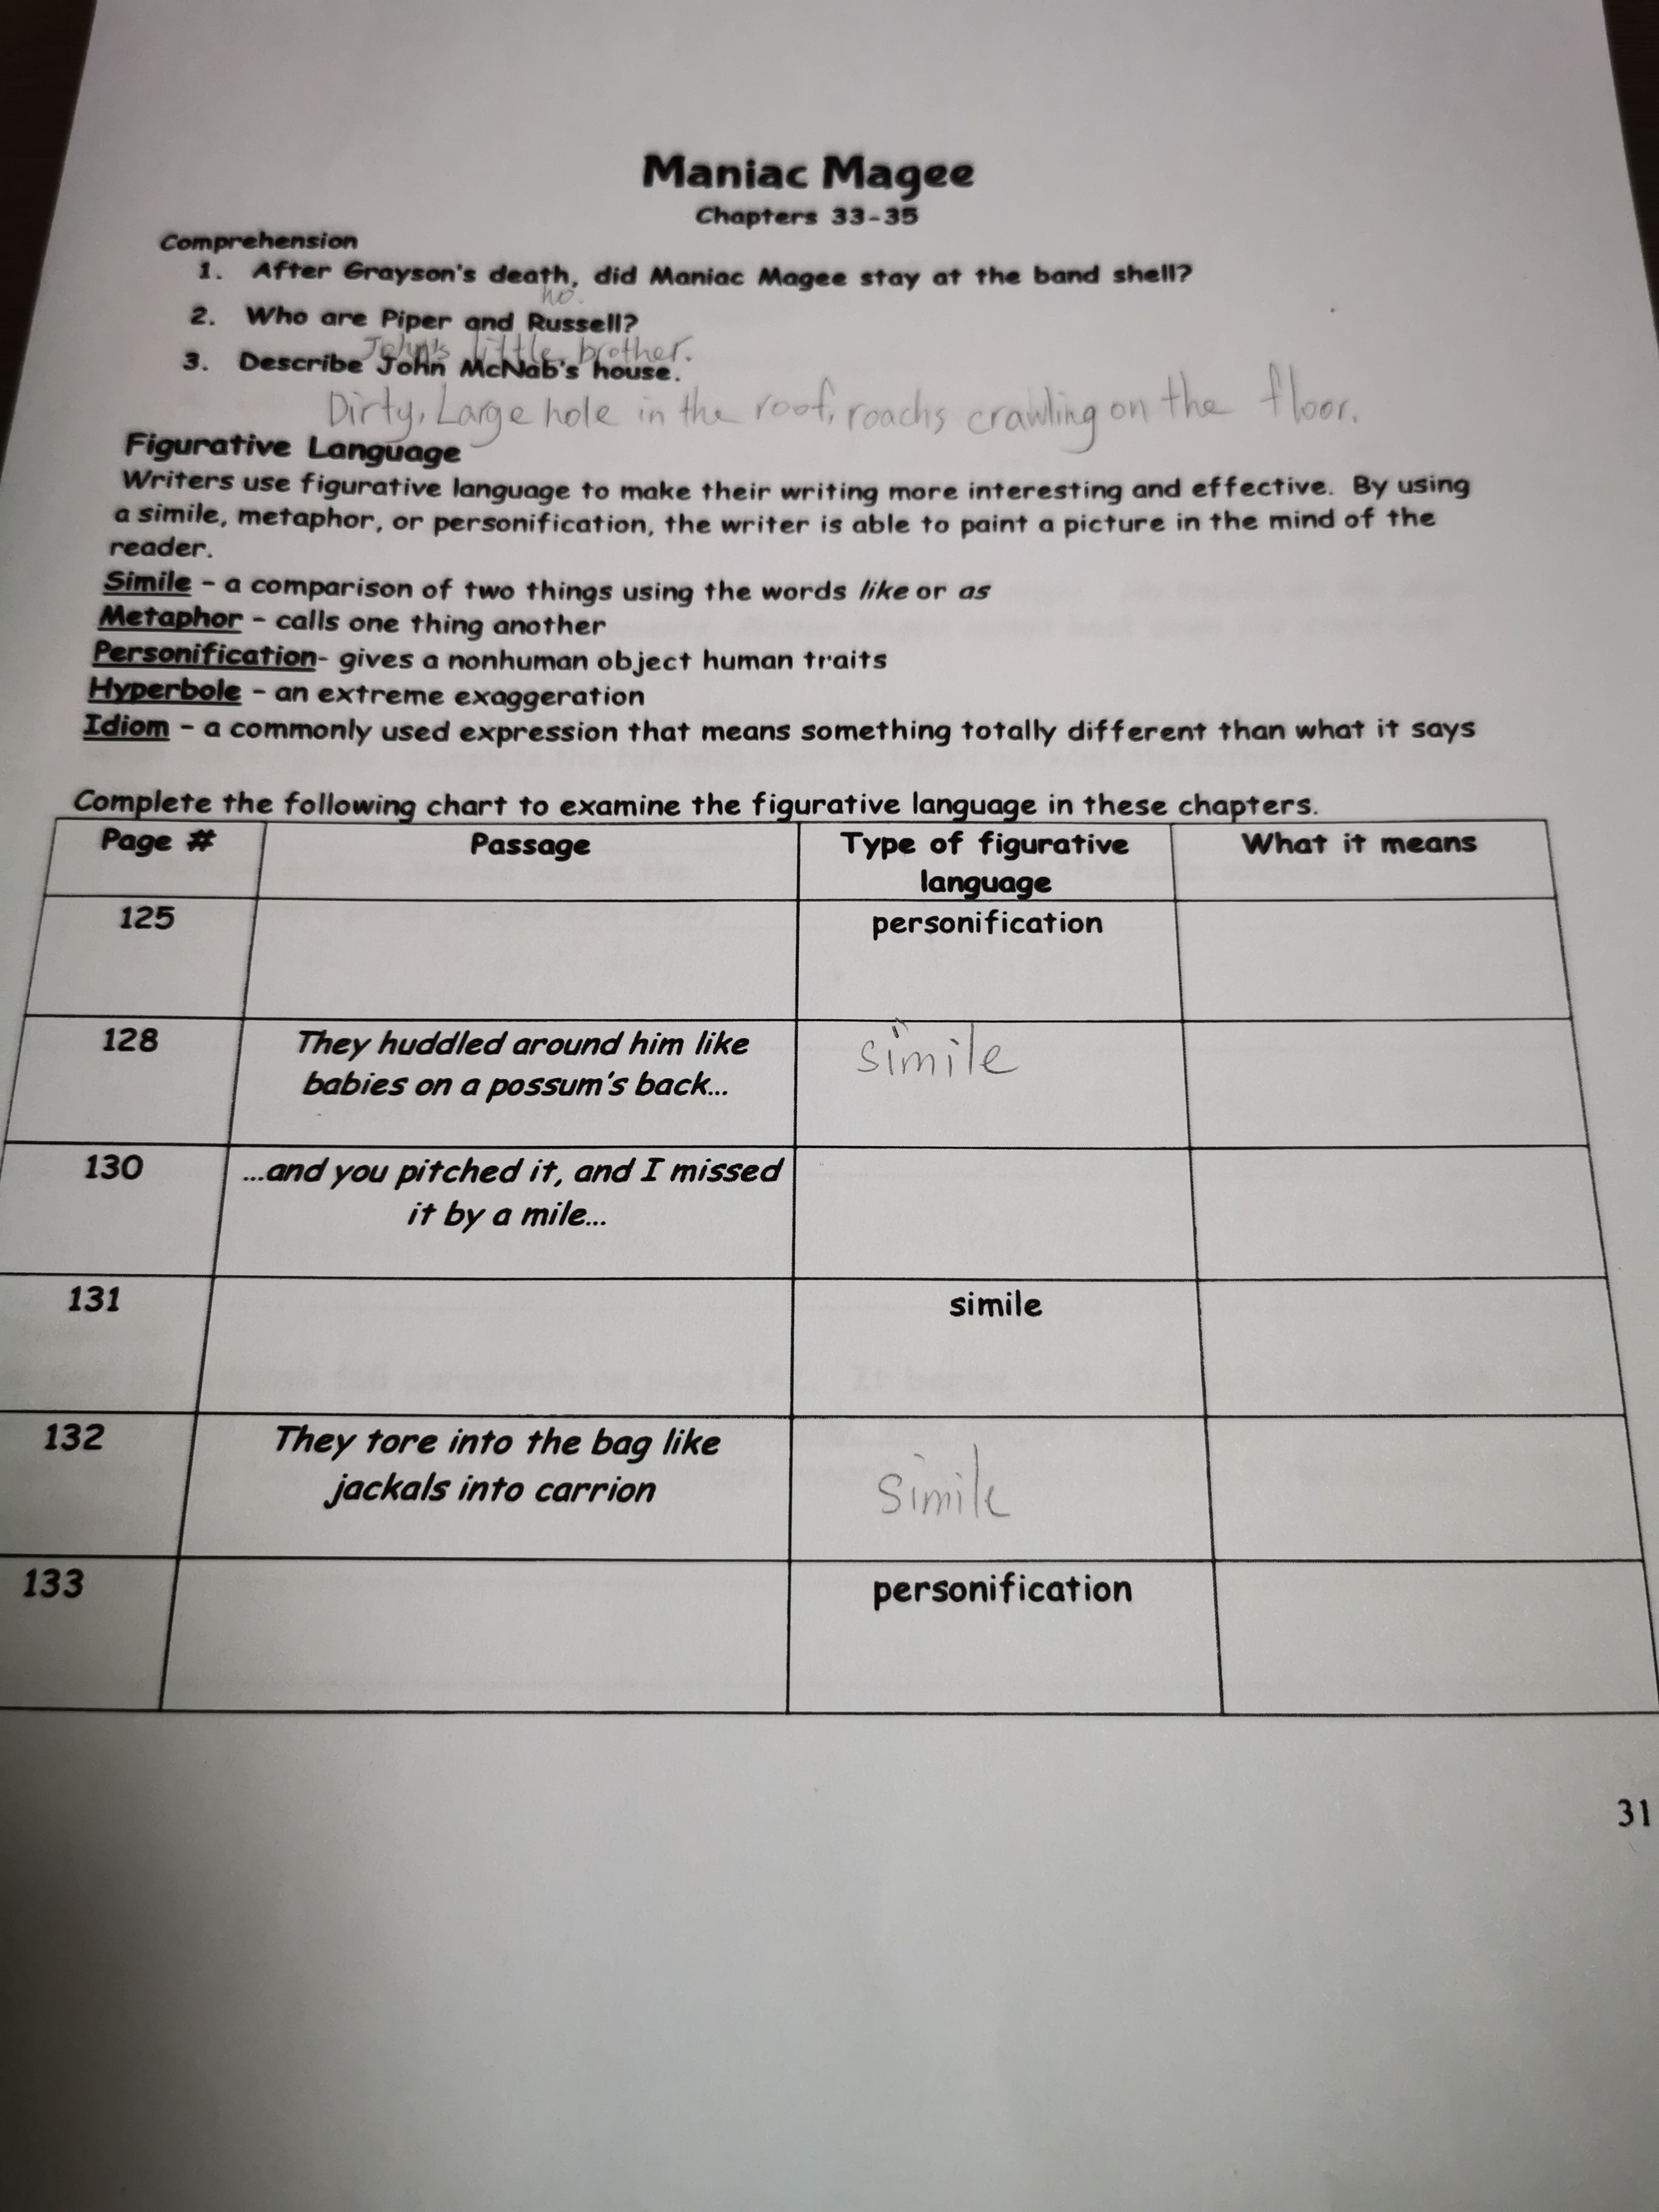 Maniac Magee
Chapters 33-35
Comprehension
1. After Grayson's death, did Maniac Magee stay at the band shell?
no.
2. Who are Piper and Russell?
John's little brother.
3. Describe John McNab's house.
Dirty, Large hole in the roof, roachs crawling on the floor.
Figurative Language
Writers use figurative language to make their writing more interesting and effective. By using
a simile, metaphor, or personification, the writer is able to paint a picture in the mind of the
reader.
Simile - a comparison of two things using the words like or as
Metaphor - calls one thing another
Personification- gives a nonhuman object human traits
Hyperbole - an extreme exaggeration
Idiom - a commonly used expression that means something totally different than what it says
Complete the following chart to examine the figurative language in these chapters.
Page # Passage Type of figurative What it means
language
125 personification
128 They huddled around him like simile
babies on a possum's back...
130 ...and you pitched it, and I missed
it by a mile...
131 simile
132 They tore into the bag like
jackals into carrion Simile
133 personification
31